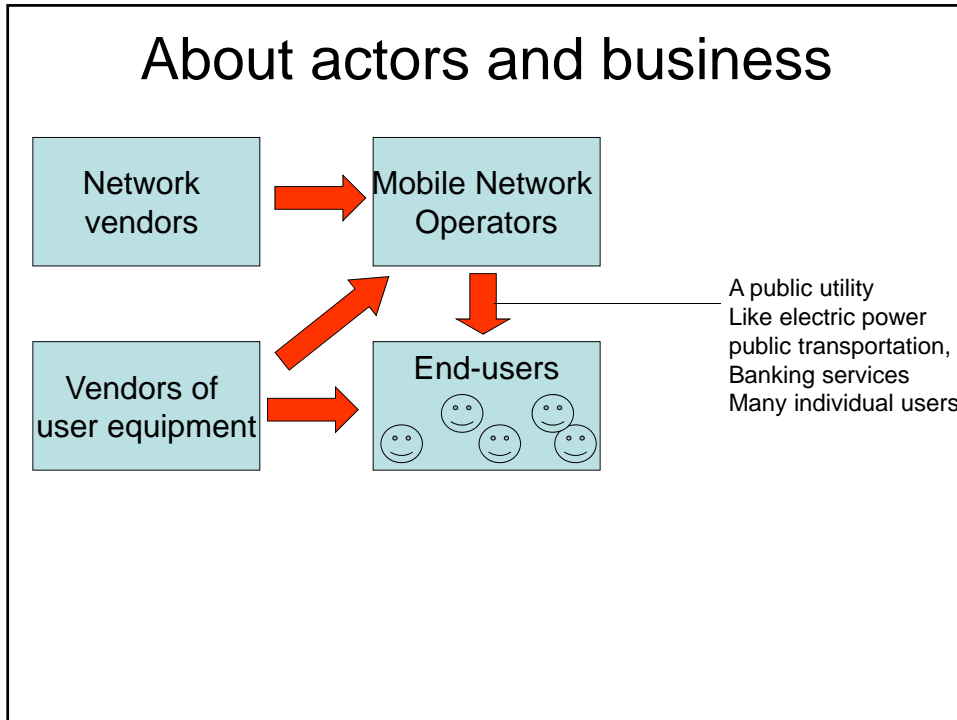 About actors and business
Network
vendors
Mobile Network
Operators
A public utility
Like electric power
public transportation,
Banking services
Many individual users
Vendors of
user equipment
End-users